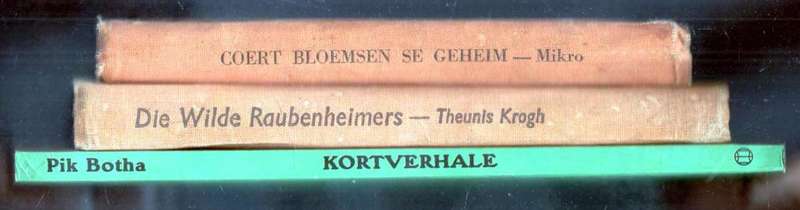 COERT BLOEMSEN SE GEHEIM — Mikro
Die Wilde Raubenheimers — Theunis Krogh
Pik Botha KORTVERHALE